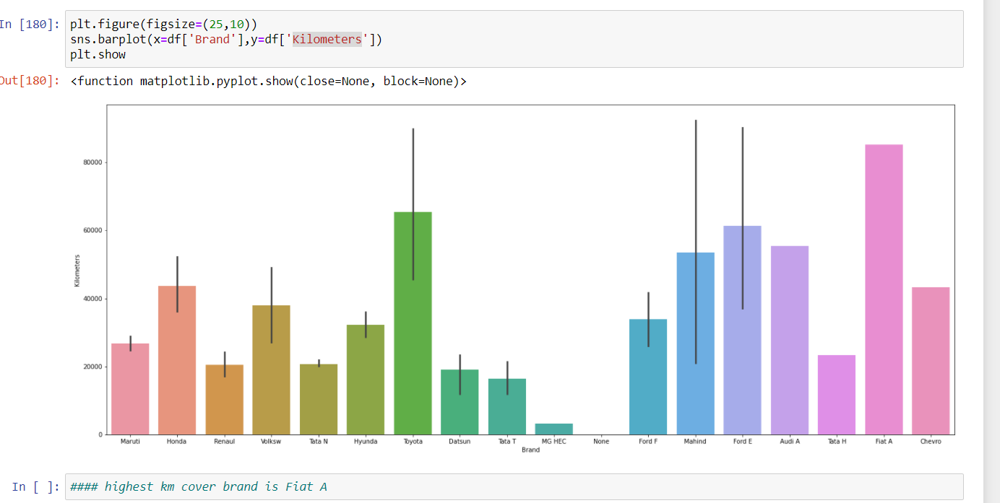 In [180]: plt.figure(figsize=(25,10))
sns.barplot(x=df['Brand'],y=df['Kilometers'])
plt.show
Out[180]: <function matplotlib.pyplot.show(close=None, block=None)>
80000
60000
40000
20000
0
Kilometers
Maruti Honda Renaul Volksw Tata N Hyunda Toyota Datsun Tata T MG HEC None Ford F Mahind Ford E Audi A Tata H Fiat A Chevro
Brand
In [ ]: #### highest km cover brand is Fiat A